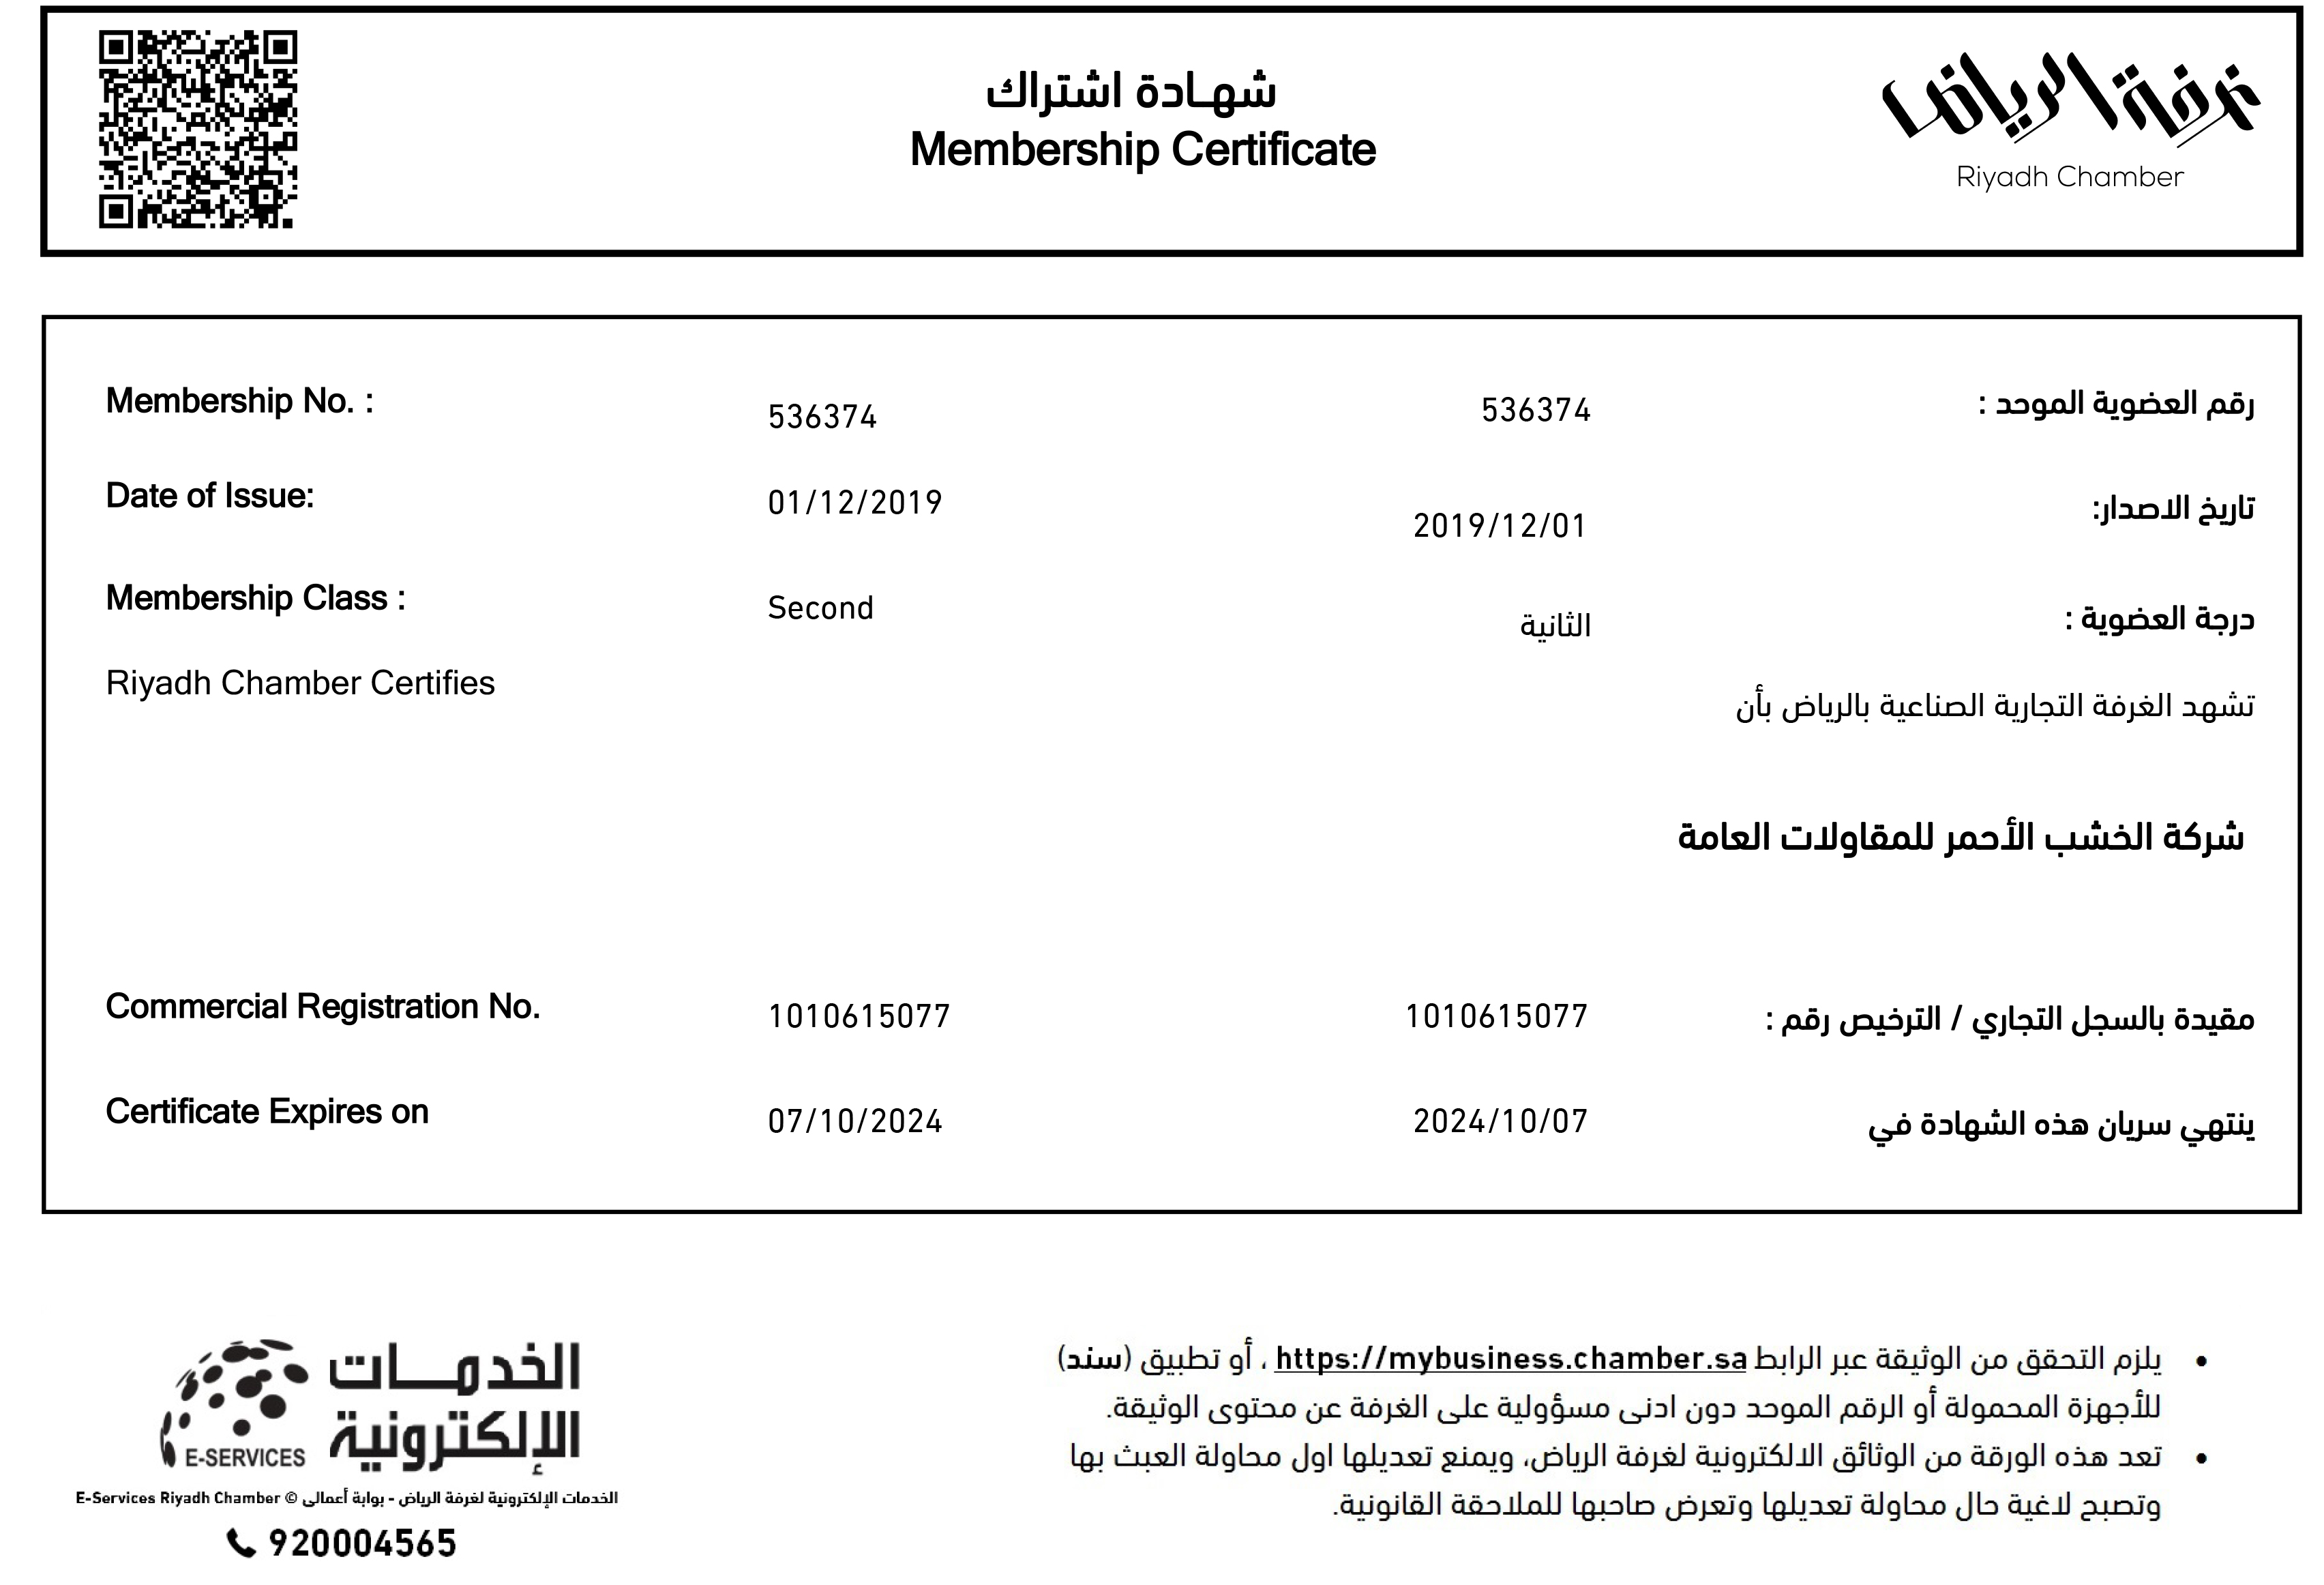 شهـادة اشتراك
Membership Certificate
غرفة الرياض
Riyadh Chamber
Membership No. : 536374 536374 رقم العضوية الموحد :
Date of Issue: 01/12/2019 2019/12/01 تاريخ الاصدار:
Membership Class : Second الثانية درجة العضوية :
Riyadh Chamber Certifies تشهد الغرفة التجارية الصناعية بالرياض بأن
شركة الخشب الأحمر للمقاولات العامة
Commercial Registration No. 1010615077 1010615077 مقيدة بالسجل التجاري / الترخيص رقم :
Certificate Expires on 07/10/2024 2024/10/07 ينتهي سريان هذه الشهادة في
• يلزم التحقق من الوثيقة عبر الرابط https://mybusiness.chamber.sa ، أو تطبيق (سند)
للأجهزة المحمولة أو الرقم الموحد دون ادنى مسؤولية على الغرفة عن محتوى الوثيقة.
• تعد هذه الورقة من الوثائق الالكترونية لغرفة الرياض، ويمنع تعديلها اول محاولة العبث بها
وتصبح لاغية حال محاولة تعديلها وتعرض صاحبها للملاحقة القانونية.
الخدمـــات
الإلكترونية
E-SERVICES
الخدمات الإلكترونية لغرفة الرياض - بوابة أعمالي © E-Services Riyadh Chamber
920004565